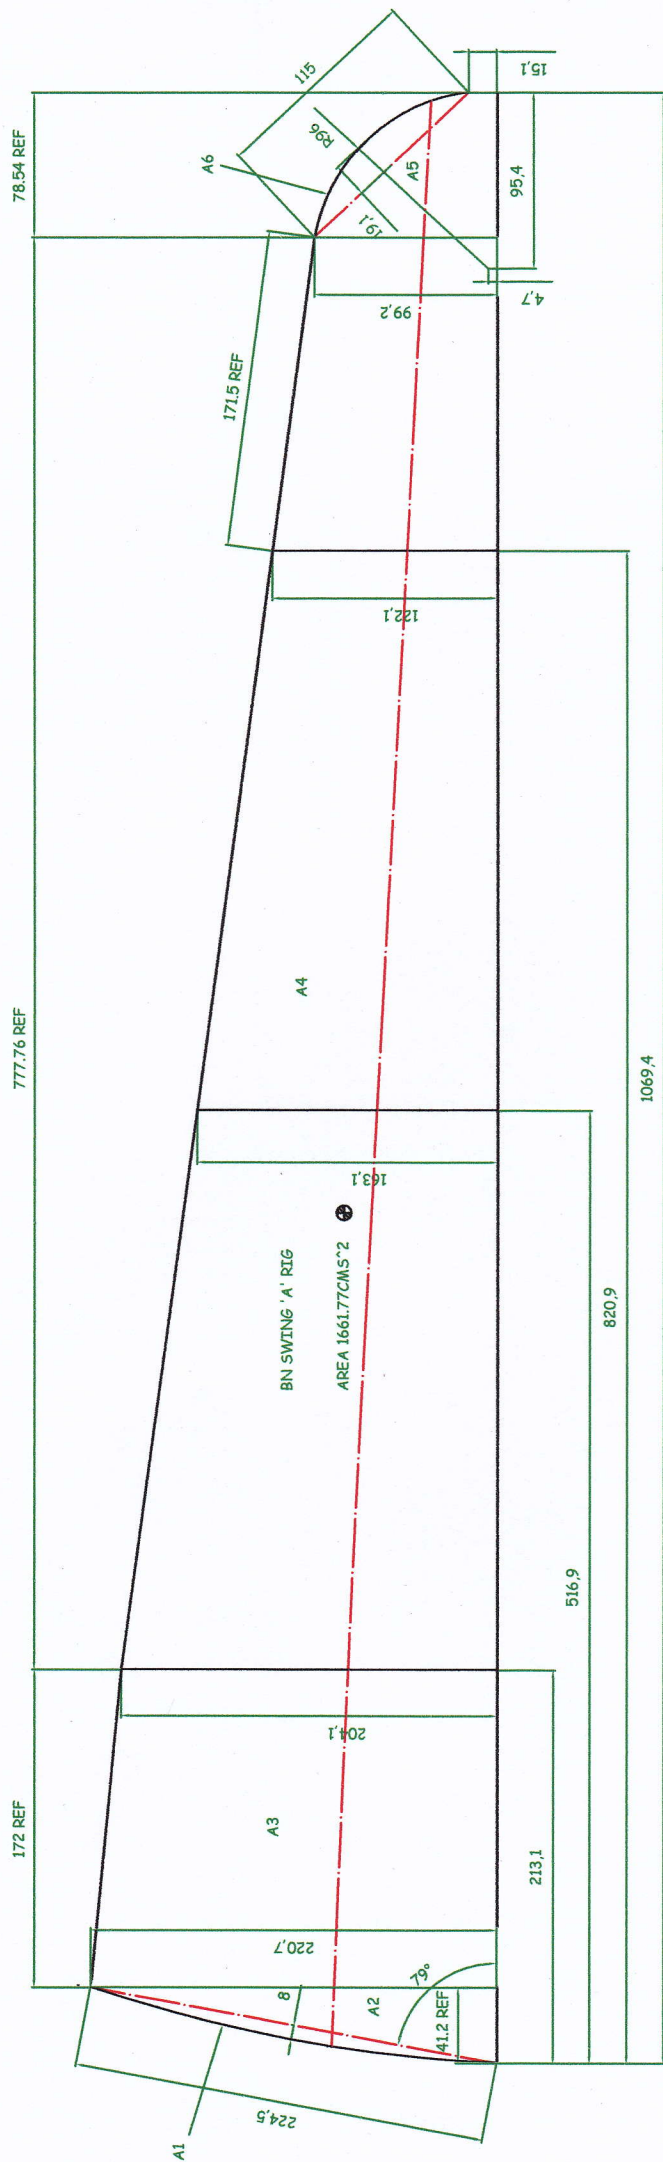 78.54 REF
777.76 REF
172 REF
115
A6
R96
19,1
A5
15,1
95,4
4,7
99,2
171.5 REF
122,1
A4
163,1
BN SWING 'A' RIG
AREA 1661.77CMS^2
1069,4
820,9
516,9
213,1
204,1
A3
220,7
79°
8
A2
41.2 REF
224,5
A1